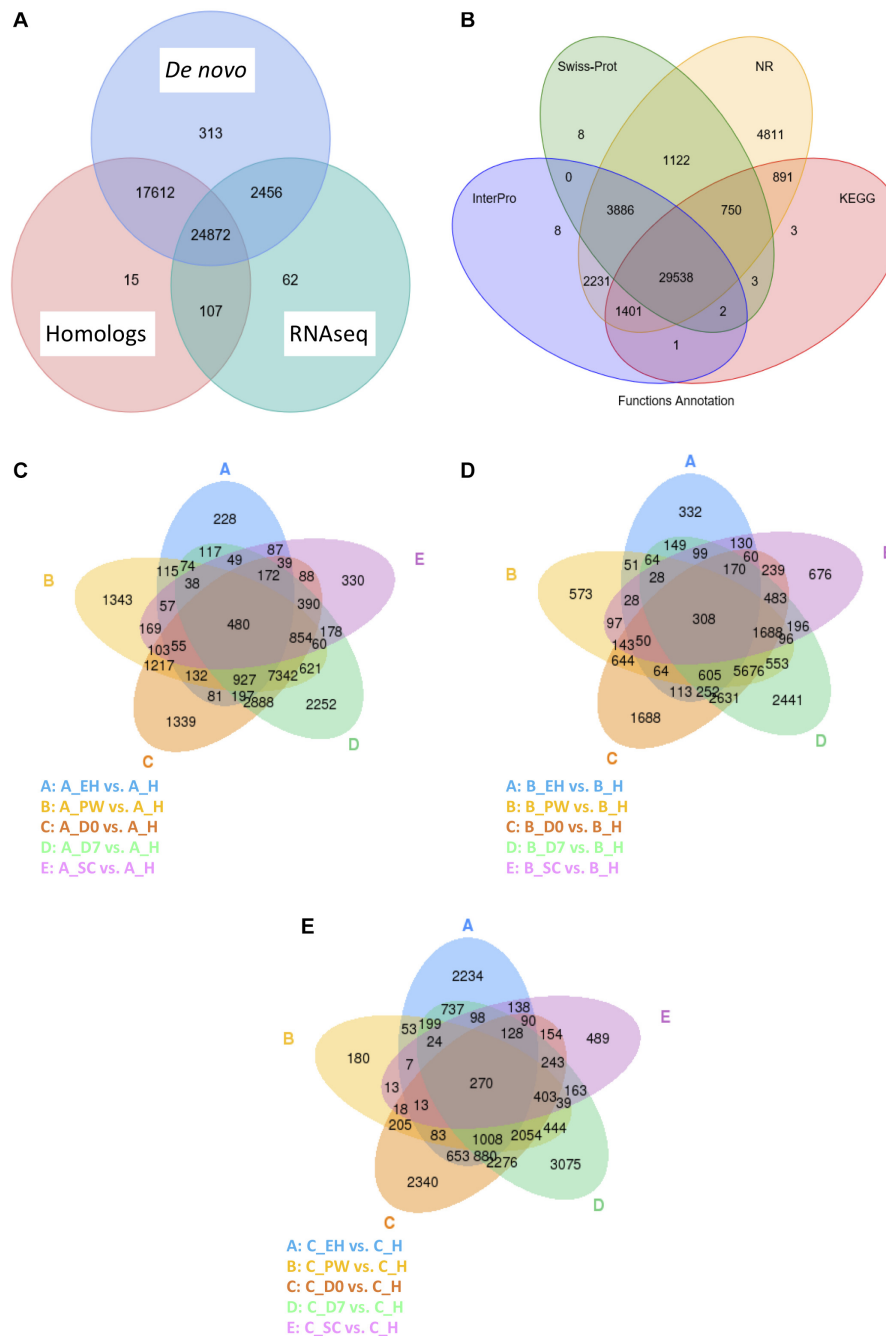 A
De novo
313
17612
2456
24872
15
62
107
Homologs
RNAseq
B
Swiss-Prot
NR
8
4811
1122
0
891
InterPro
3886
750
KEGG
8
3
29538
2231
3
1401
2
1
Functions Annotation
C
A
228
E
117
87
49
39
74
115
172
88
330
B
38
1343
57
390
480
169
178
854
60
103
55
1217
621
132
927
7342
81
197
2888
2252
1339
D
C
A: A_EH vs. A_H
B: A_PW vs. A_H
C: A_D0 vs. A_H
D: A_D7 vs. A_H
E: A_SC vs. A_H
D
A
332
E
149
130
99
60
64
51
170
239
676
B
28
573
28
483
308
97
196
1688
96
143
50
644
553
64
605
5676
113
252
2631
2441
1688
D
C
A: B_EH vs. B_H
B: B_PW vs. B_H
C: B_D0 vs. B_H
D: B_D7 vs. B_H
E: B_SC vs. B_H
E
A
2234
737
138
E
98
90
199
53
128
154
489
B
24
180
7
243
270
13
163
403
39
18
13
205
444
83
1008
2054
653
880
2276
3075
2340
D
C
A: C_EH vs. C_H
B: C_PW vs. C_H
C: C_D0 vs. C_H
D: C_D7 vs. C_H
E: C_SC vs. C_H